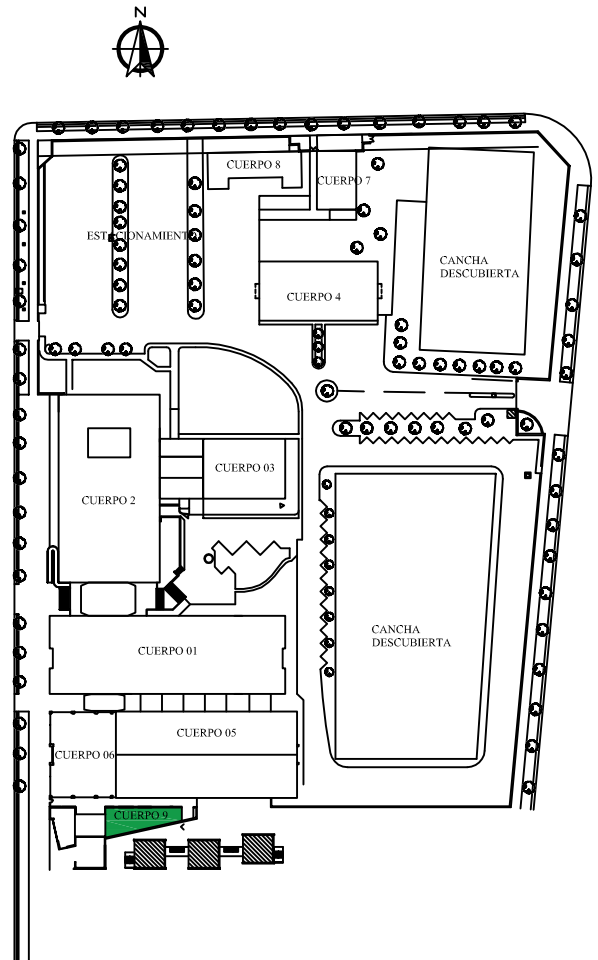 N
CUERPO 8
CUERPO 7
ESTACIONAMIENTO
CANCHA
DESCUBIERTA
CUERPO 4
CUERPO 03
CUERPO 2
CANCHA
DESCUBIERTA
CUERPO 01
CUERPO 05
CUERPO 06
CUERPO 9